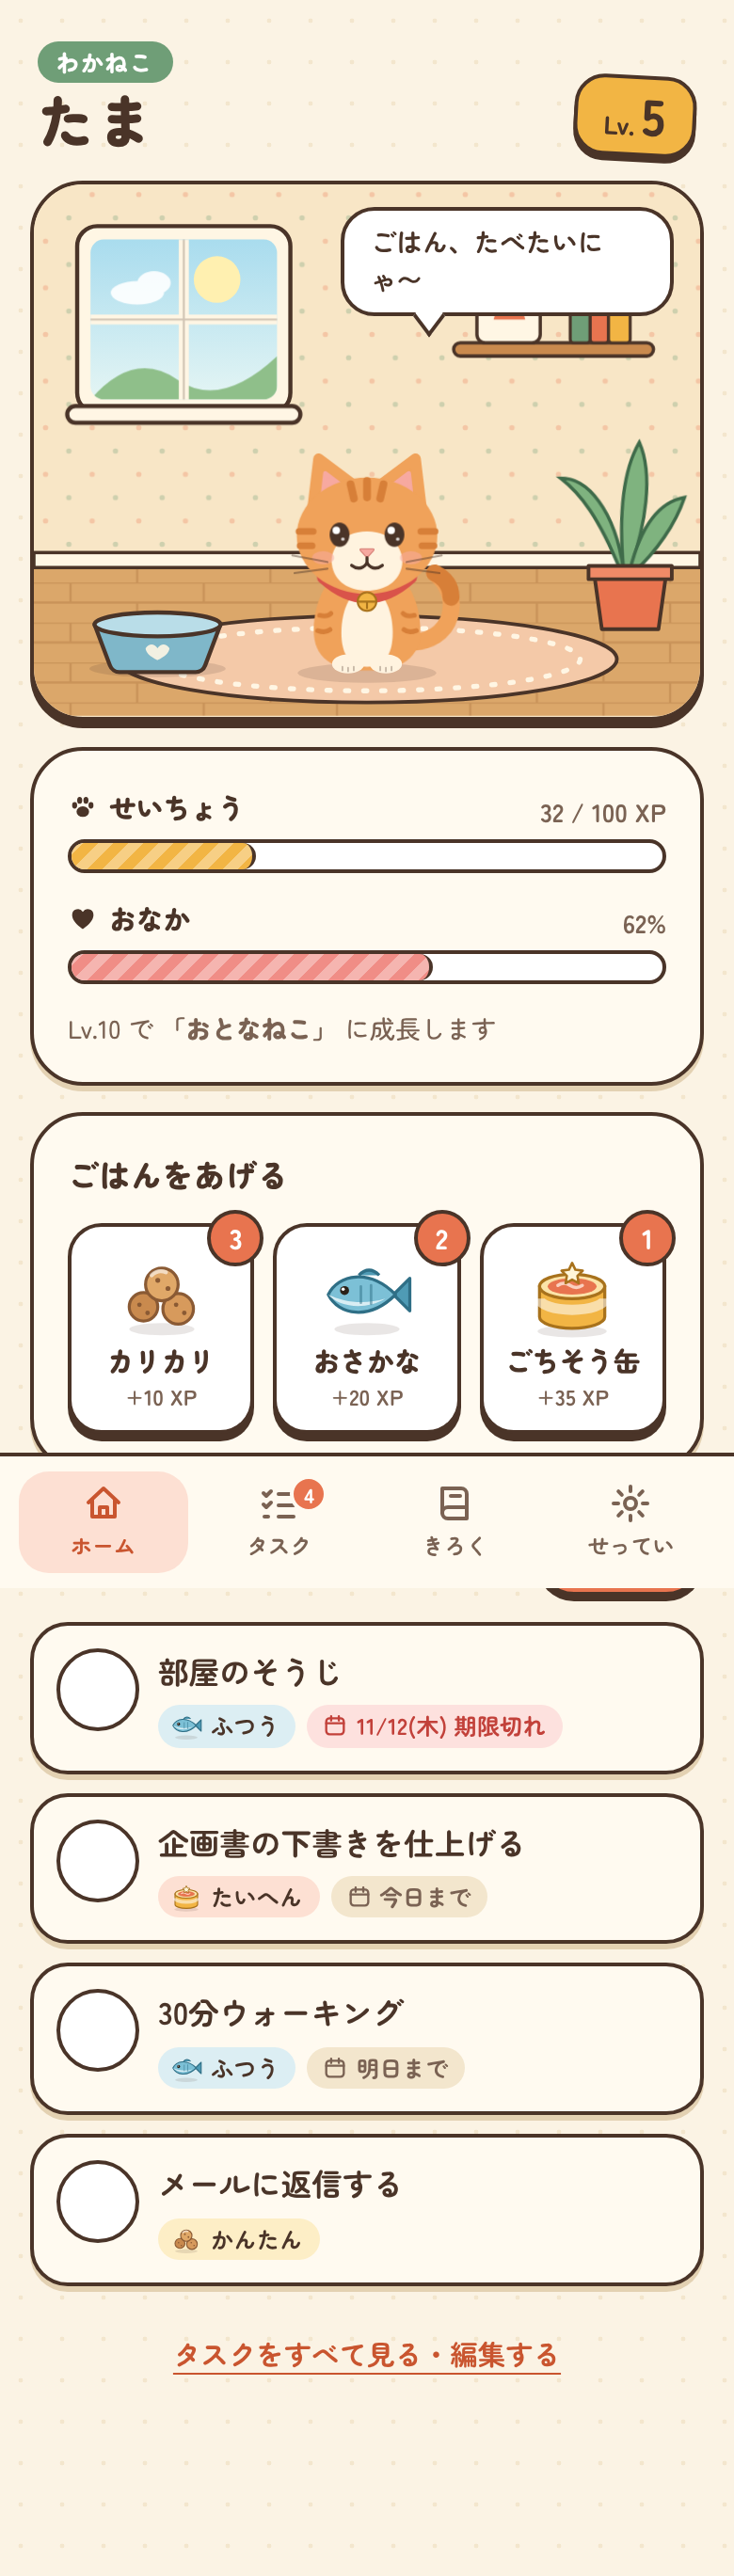 わかねこ
たま
Lv. 5
ごはん、たべたいに
ゃ〜
せいちょう
32 / 100 XP
おなか
62%
Lv.10 で 「おとなねこ」 に成長します
ごはんをあげる
3
2
1
カリカリ
おさかな
ごちそう缶
+10 XP
+20 XP
+35 XP
4
ホーム
タスク
きろく
せってい
部屋のそうじ
ふつう
11/12(木) 期限切れ
企画書の下書きを仕上げる
たいへん
今日まで
30分ウォーキング
ふつう
明日まで
メールに返信する
かんたん
タスクをすべて見る・編集する